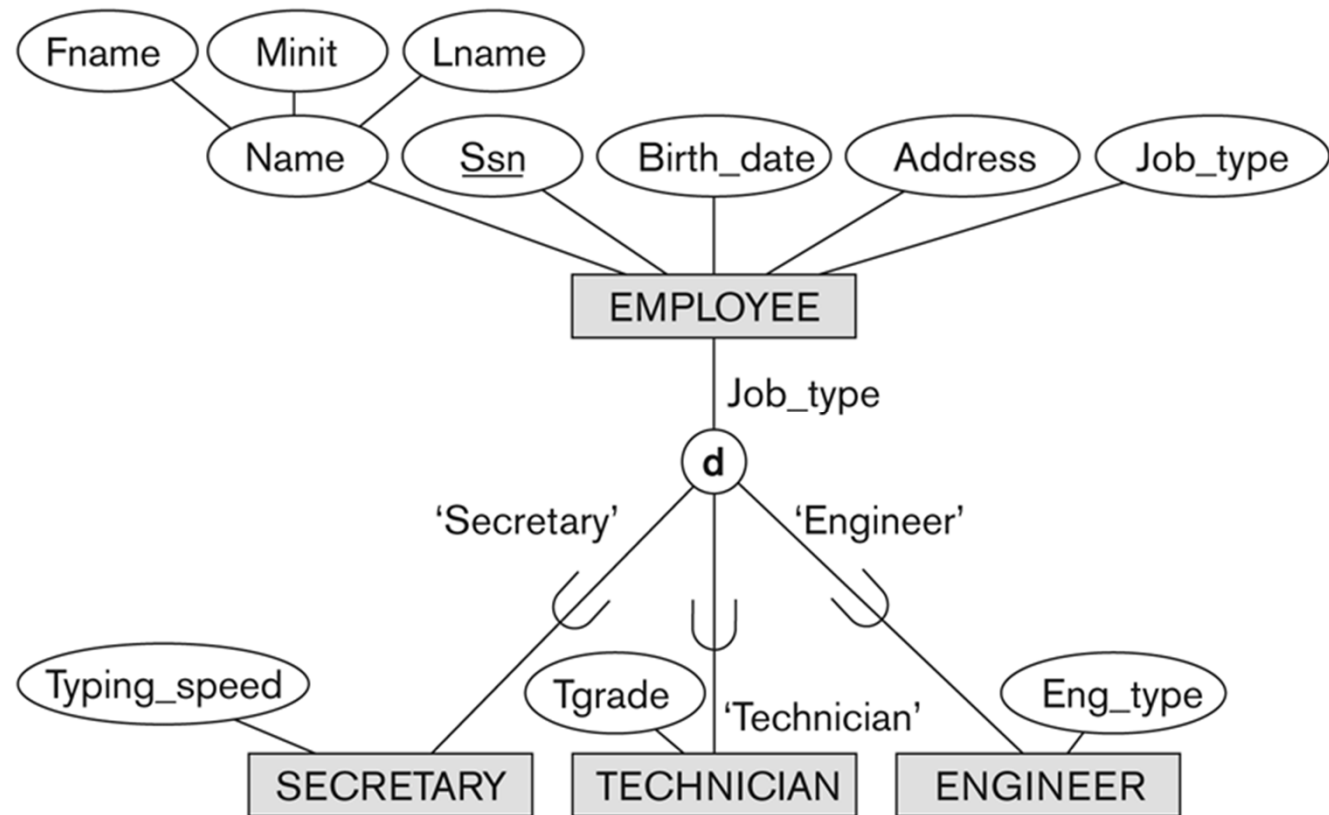 Fname
Minit
Lname
Name
Ssn
Birth_date
Address
Job_type
EMPLOYEE
Job_type
d
‘Secretary’
‘Engineer’
Typing_speed
Tgrade
‘Technician’
Eng_type
SECRETARY
TECHNICIAN
ENGINEER